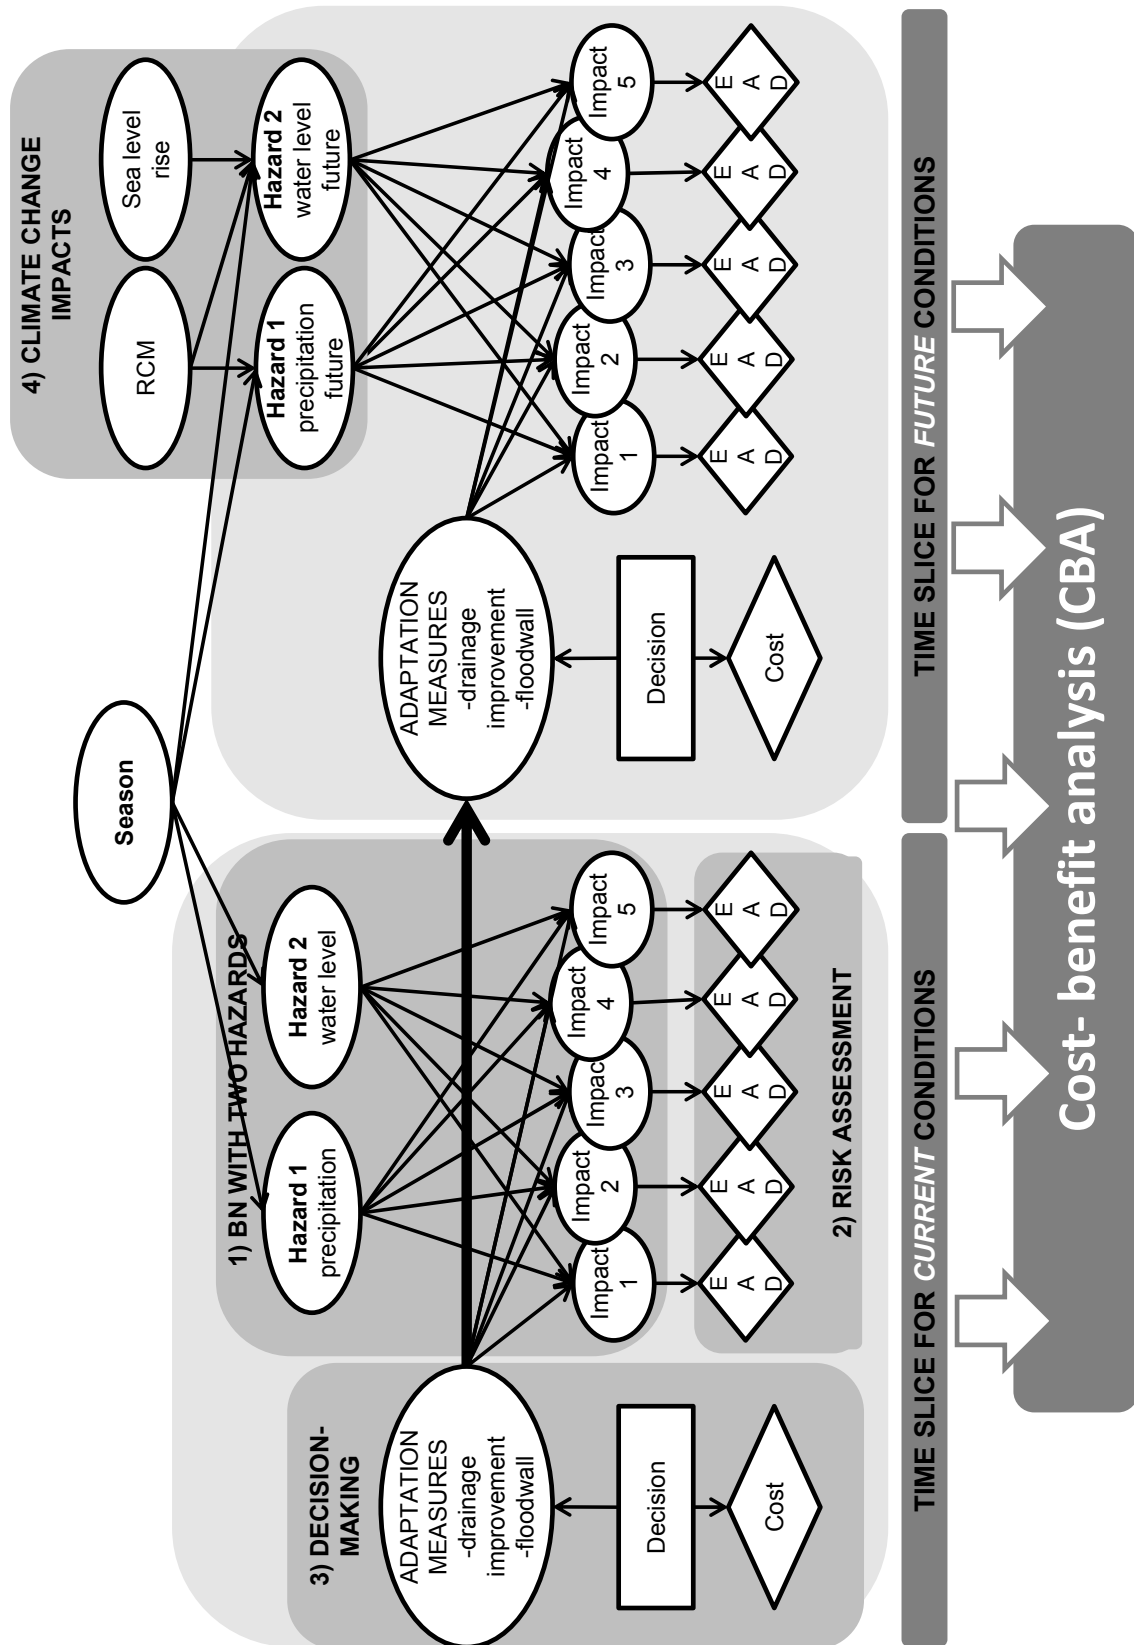 Season
4) CLIMATE CHANGE
IMPACTS
RCM
Sea level
rise
Hazard 1
precipitation
future
Hazard 2
water level
future
1) BN WITH TWO HAZARDS
Hazard 1
precipitation
Hazard 2
water level
3) DECISION-
MAKING
ADAPTATION
MEASURES
-drainage
improvement
-floodwall
Decision
Cost
Impact
1
Impact
2
Impact
3
Impact
4
Impact
5
E
A
D
E
A
D
E
A
D
E
A
D
E
A
D
2) RISK ASSESSMENT
ADAPTATION
MEASURES
-drainage
improvement
-floodwall
Decision
Cost
Impact
1
Impact
2
Impact
3
Impact
4
Impact
5
E
A
D
E
A
D
E
A
D
E
A
D
E
A
D
TIME SLICE FOR CURRENT CONDITIONS
TIME SLICE FOR FUTURE CONDITIONS
Cost- benefit analysis (CBA)